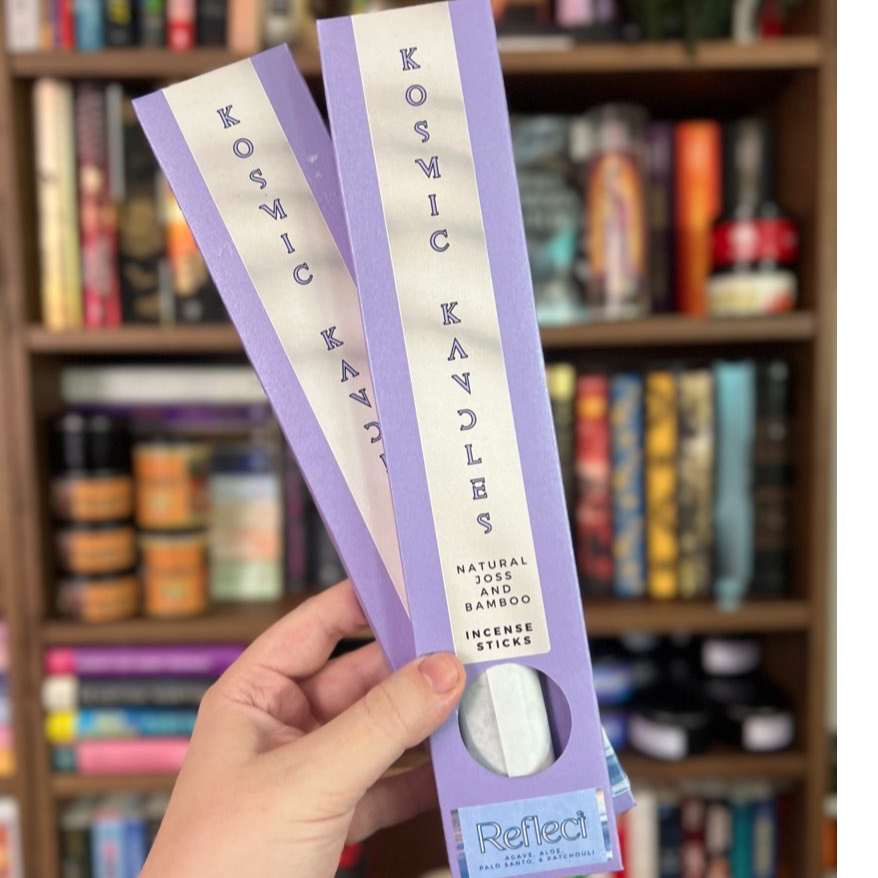 KOSMIC
KANDLES
KOSMIC KANDLES
NATURAL
JOSS
AND
BAMBOO
INCENSE
STICKS
Reflect
AGAVE, ALOE,
PALO SANTO, & PATCHOULI